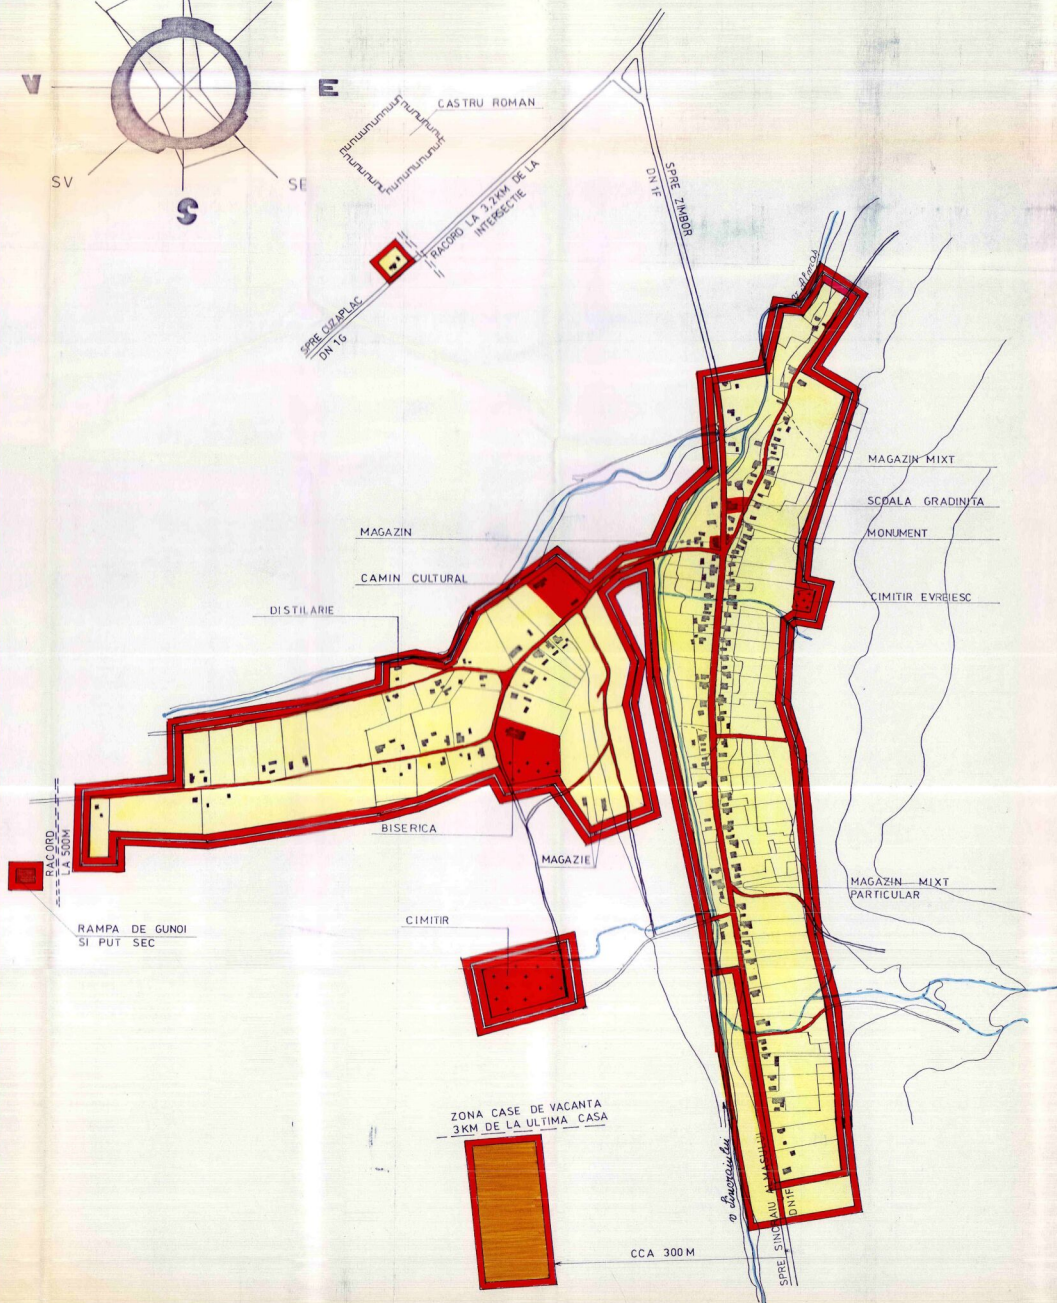 V
E
SV
SE
S
CASTRU ROMAN
RACORD LA 3,2KM DE LA
INTERSECTIE
SPRE ZIMBOR
DN 1F
SPRE CUZAPLAC
DN 1G
r. Almas
MAGAZIN MIXT
SCOALA GRADINITA
MAGAZIN
MONUMENT
CAMIN CULTURAL
CIMITIR EVREIESC
DISTILARIE
BISERICA
MAGAZIE
RACORD
LA 500M
MAGAZIN MIXT
PARTICULAR
RAMPA DE GUNOI
SI PUT SEC
CIMITIR
ZONA CASE DE VACANTA
3KM DE LA ULTIMA CASA
CCA 300M
SPRE SINCRAIU ALMASULUI
DN1F